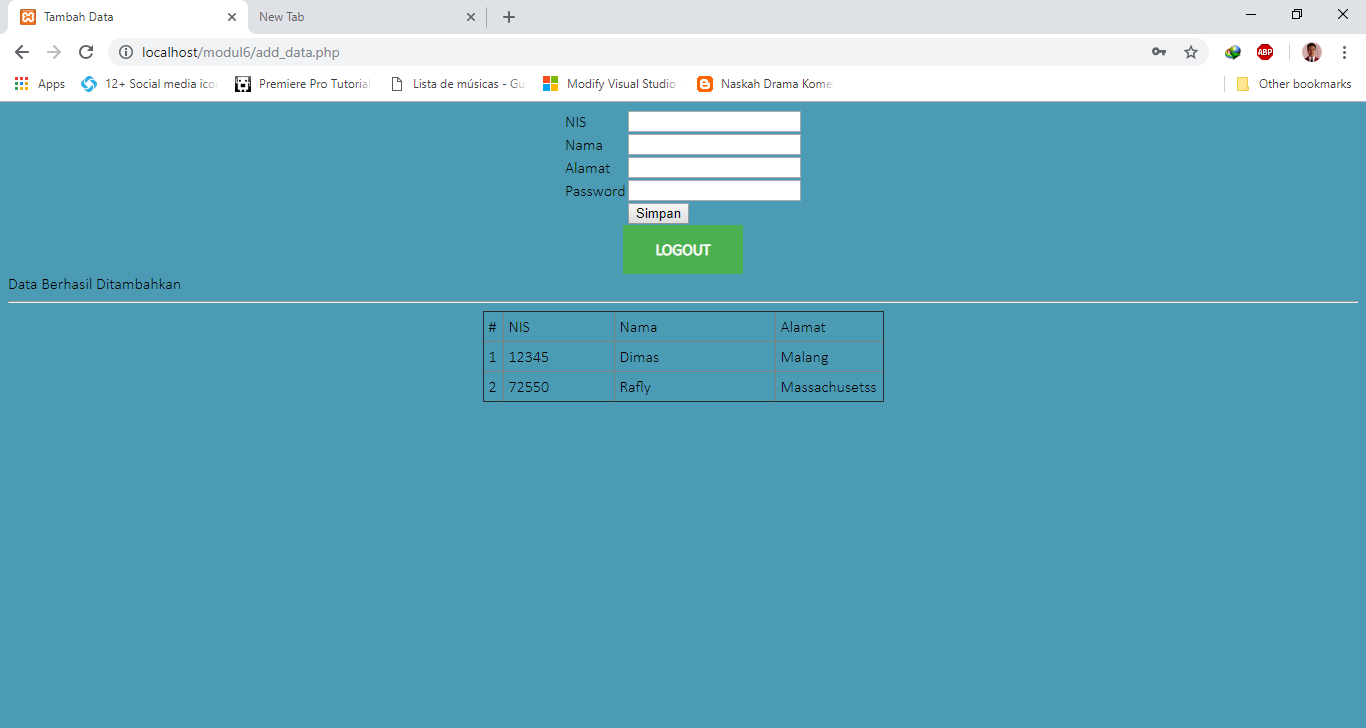 Tambah Data New Tab
localhost/modul6/add_data.php ABP
Apps 12+ Social media ico Premiere Pro Tutorial Lista de músicas - Gu Modify Visual Studio Naskah Drama Kome Other bookmarks
NIS
Nama
Alamat
Password
Simpan
LOGOUT
Data Berhasil Ditambahkan
# NIS Nama Alamat
1 12345 Dimas Malang
2 72550 Rafly Massachusetss